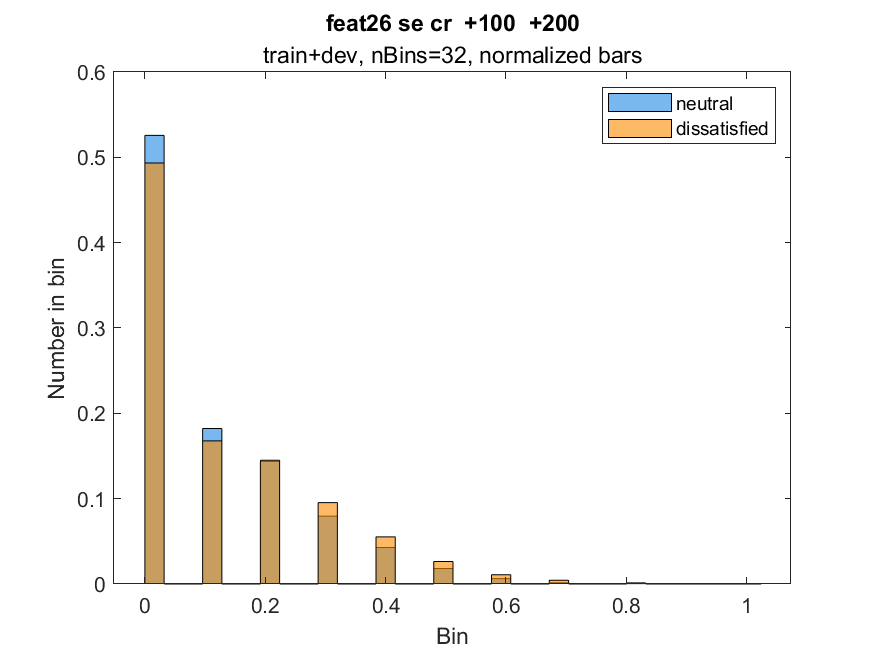 feat26 se cr  +100  +200
train+dev, nBins=32, normalized bars
neutral
dissatisfied
0.6
0.5
0.4
0.3
0.2
0.1
0
Number in bin
0
0.2
0.4
0.6
0.8
1
Bin